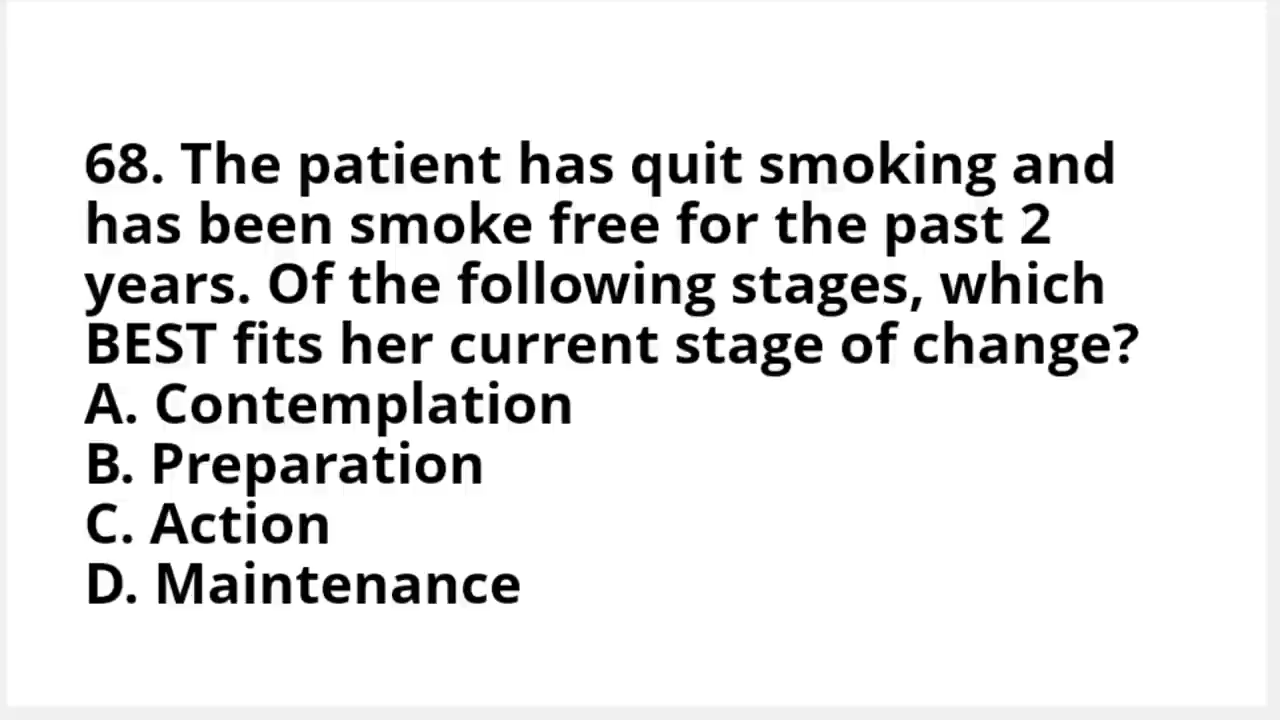 68. The patient has quit smoking and
has been smoke free for the past 2
years. Of the following stages, which
BEST fits her current stage of change?
A. Contemplation
B. Preparation
C. Action
D. Maintenance